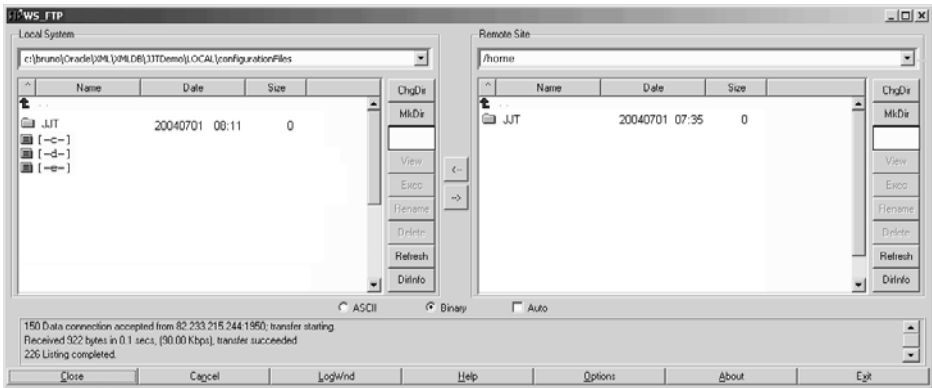 WS_FTP
Local System
Remote Site
c:\bruno\Oracle\XML\XMLDB\JJTDemo\LOCAL\configurationFiles
/home
^ Name Date Size
^ Name Date Size
ChgDir
ChgDir
. .
. .
MkDir
MkDir
JJT 20040701 00:11 0
JJT 20040701 07:35 0
[-c-]
[-d-]
[-e-]
View
View
<--
Exec
Exec
-->
Rename
Rename
Delete
Delete
Refresh
Refresh
DirInfo
DirInfo
ASCII Binary Auto
150 Data connection accepted from 82.233.215.244:1950; transfer starting.
Received 922 bytes in 0.1 secs, (90.00 Kbps), transfer succeeded
226 Listing completed.
Close Cancel LogWnd Help Options About Exit